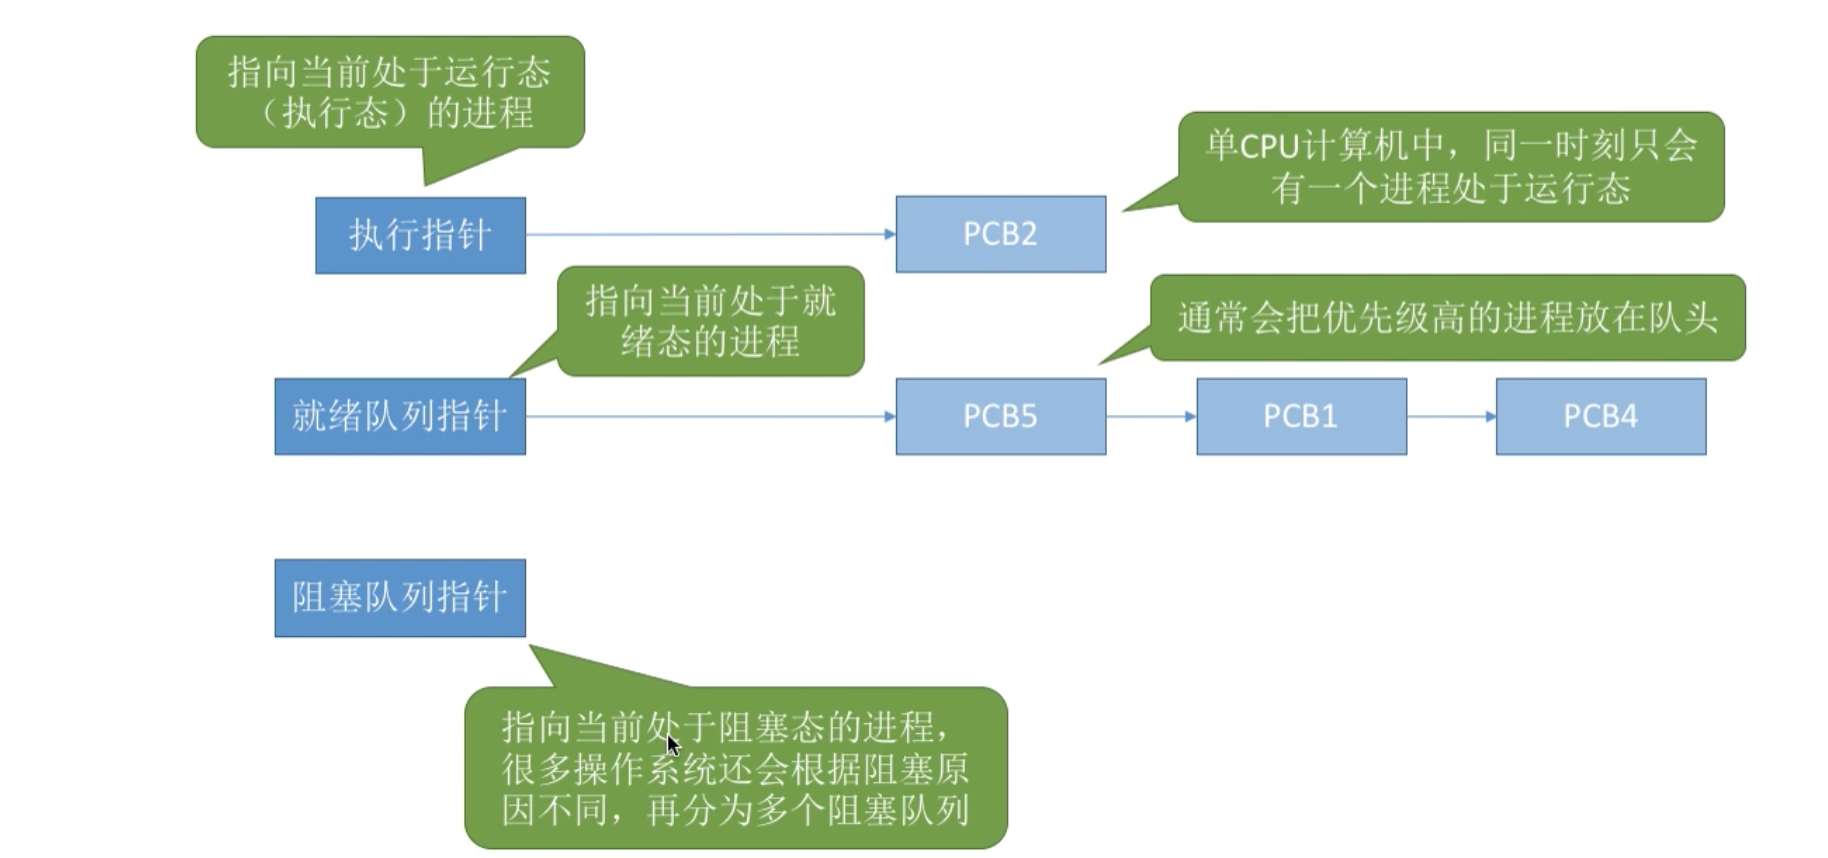 指向当前处于运行态
（执行态）的进程
单CPU计算机中，同一时刻只会
有一个进程处于运行态
执行指针
PCB2
指向当前处于就
绪态的进程
通常会把优先级高的进程放在队头
就绪队列指针
PCB5
PCB1
PCB4
阻塞队列指针
指向当前处于阻塞态的进程，
很多操作系统还会根据阻塞原
因不同，再分为多个阻塞队列